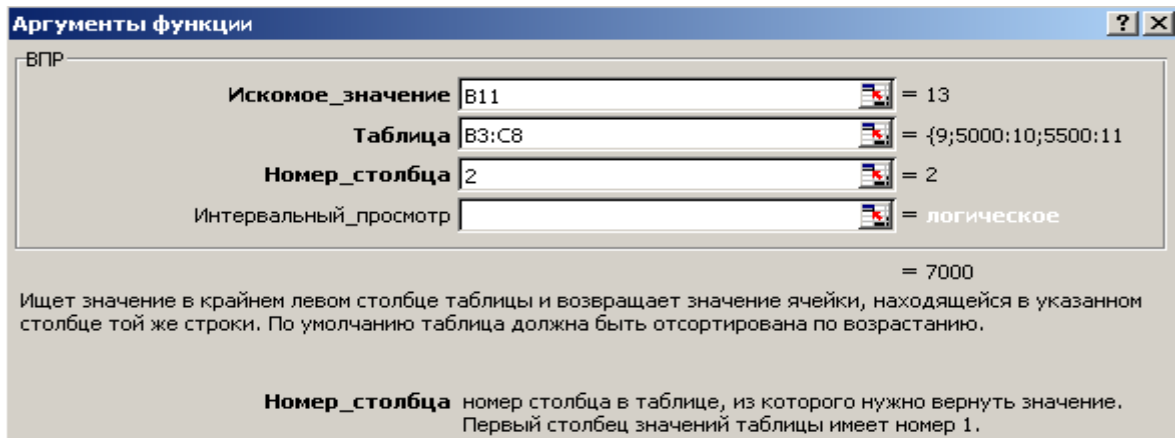 Аргументы функции
ВПР
Искомое_значение B11 = 13
Таблица B3:C8 = {9;5000:10;5500:11
Номер_столбца 2 = 2
Интервальный_просмотр = логическое
= 7000
Ищет значение в крайнем левом столбце таблицы и возвращает значение ячейки, находящейся в указанном
столбце той же строки. По умолчанию таблица должна быть отсортирована по возрастанию.
Номер_столбца номер столбца в таблице, из которого нужно вернуть значение.
Первый столбец значений таблицы имеет номер 1.